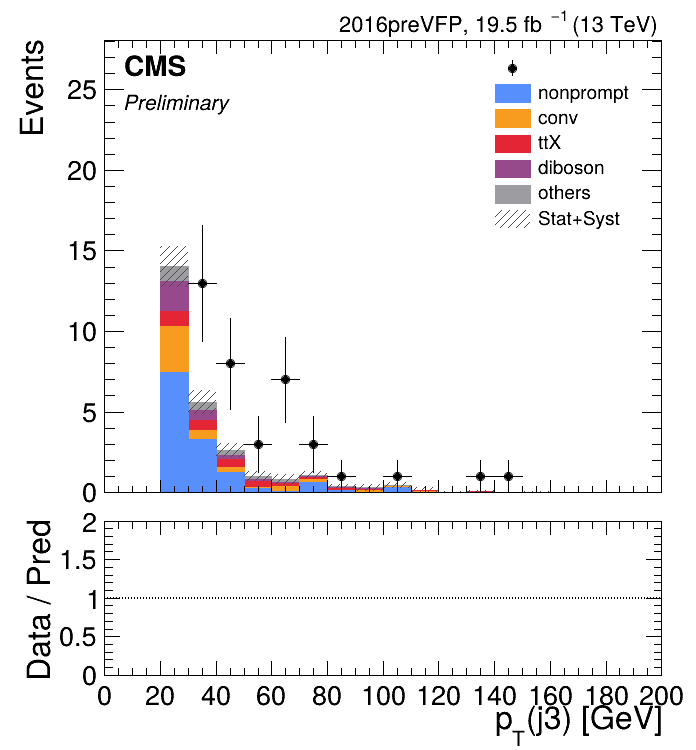 2016preVFP, 19.5 fb⁻¹ (13 TeV)
CMS
Preliminary
Events
nonprompt
conv
ttX
diboson
others
Stat+Syst
25
20
15
10
5
0
Data / Pred
2
1.5
1
0.5
0
0 20 40 60 80 100 120 140 160 180 200
p_T(j3) [GeV]